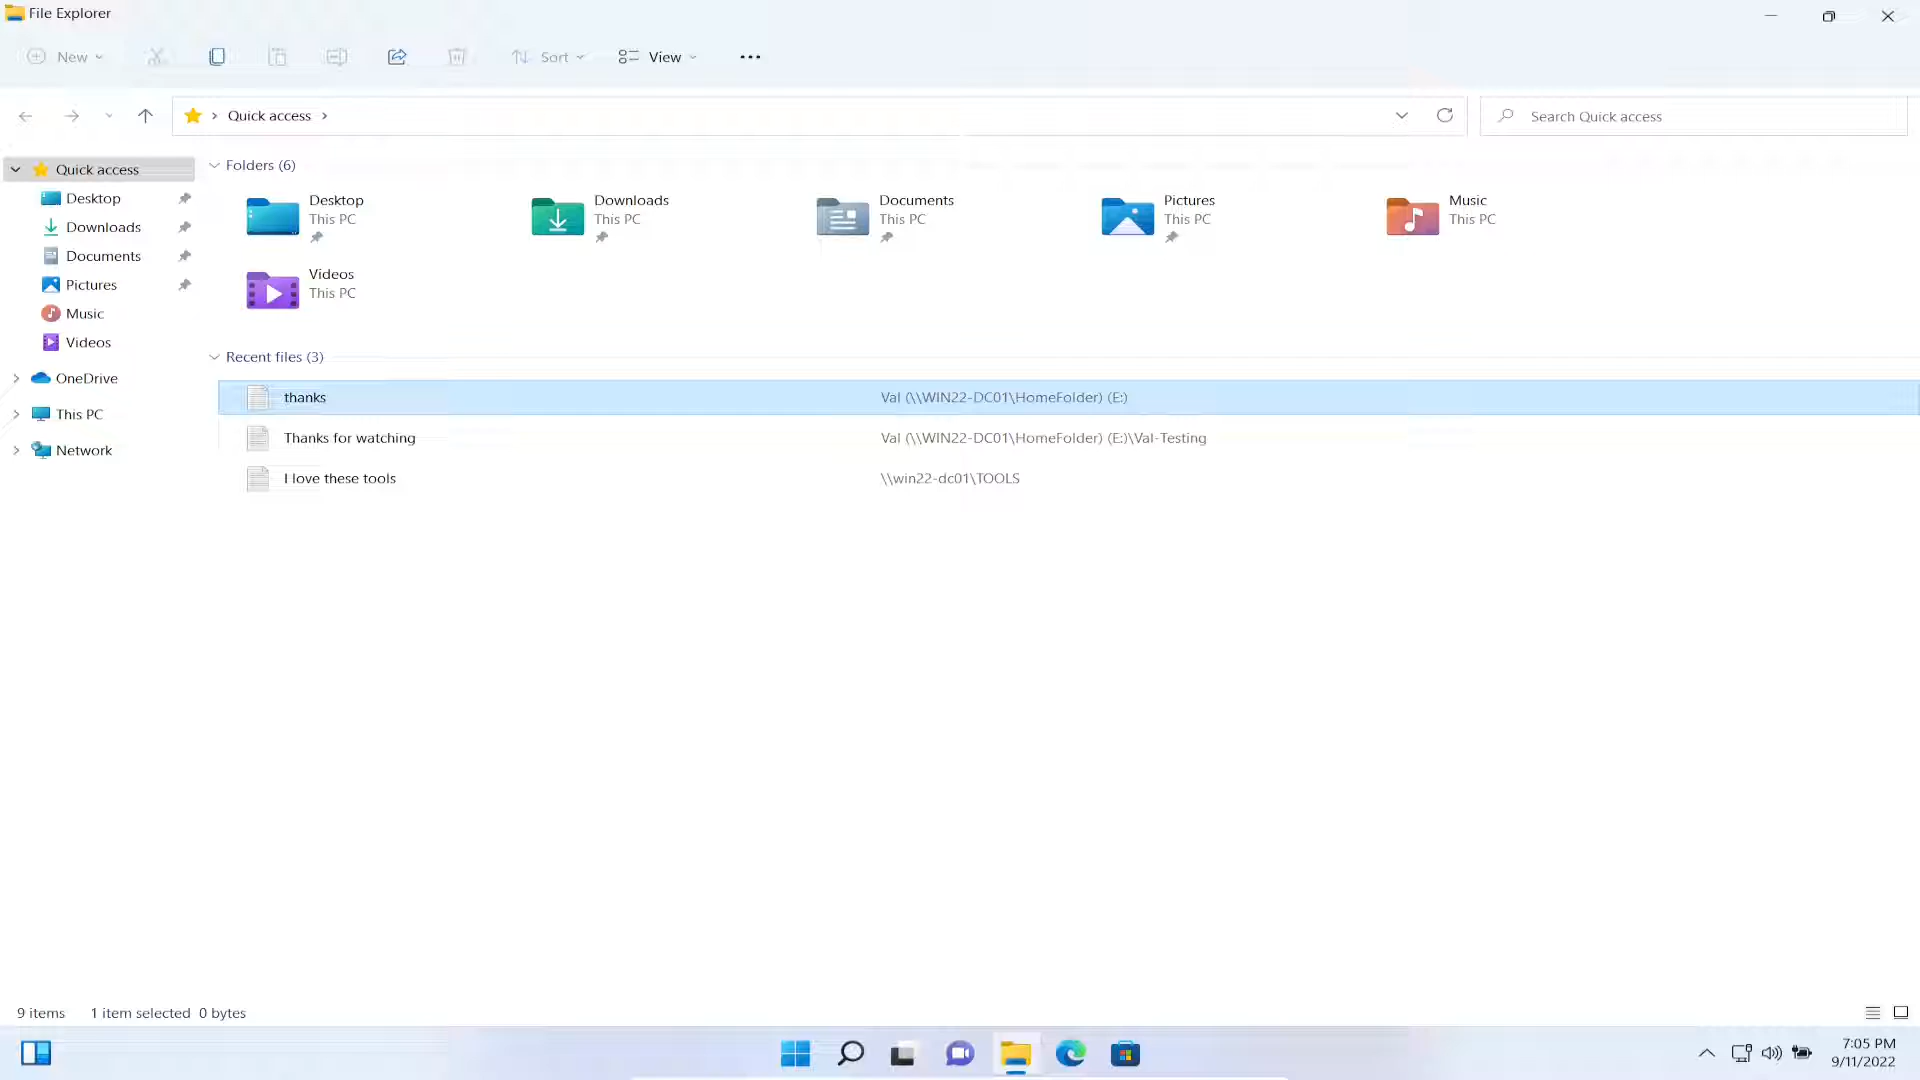 File Explorer
New
Sort
View
Quick access
Search Quick access
Quick access
Desktop
Downloads
Documents
Pictures
Music
Videos
OneDrive
This PC
Network
Folders (6)
Desktop
This PC
Downloads
This PC
Documents
This PC
Pictures
This PC
Music
This PC
Videos
This PC
Recent files (3)
thanks Val (\\WIN22-DC01\HomeFolder) (E:)
Thanks for watching Val (\\WIN22-DC01\HomeFolder) (E:)\Val-Testing
I love these tools \\win22-dc01\TOOLS
9 items 1 item selected 0 bytes
7:05 PM
9/11/2022